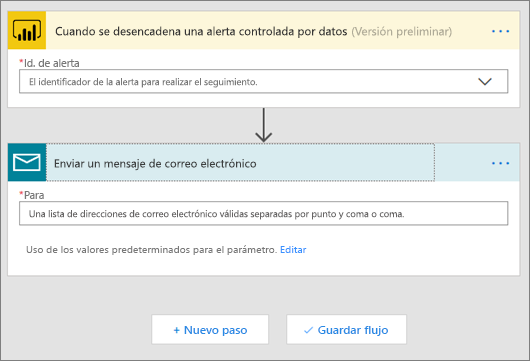 Cuando se desencadena una alerta controlada por datos (Versión preliminar)
*Id. de alerta
El identificador de la alerta para realizar el seguimiento.
Enviar un mensaje de correo electrónico
*Para
Una lista de direcciones de correo electrónico válidas separadas por punto y coma o coma.
Uso de los valores predeterminados para el parámetro. Editar
+ Nuevo paso
Guardar flujo